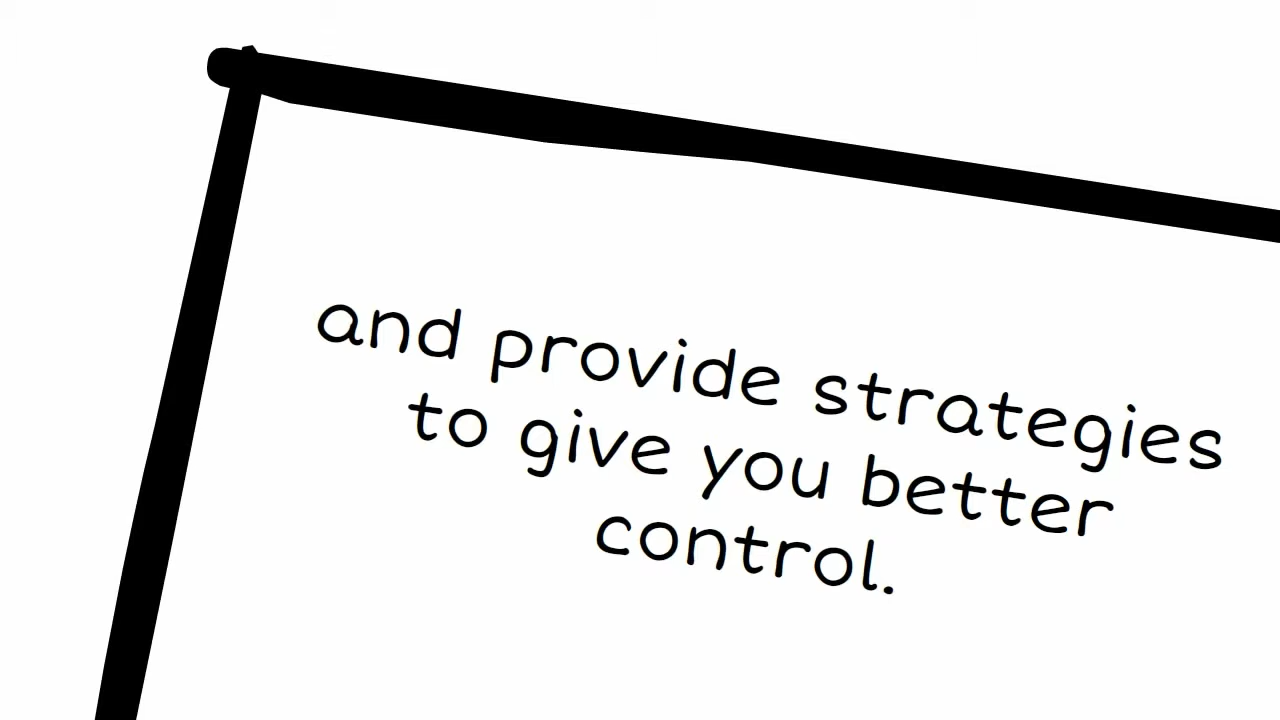 and provide strategies
to give you better
control.